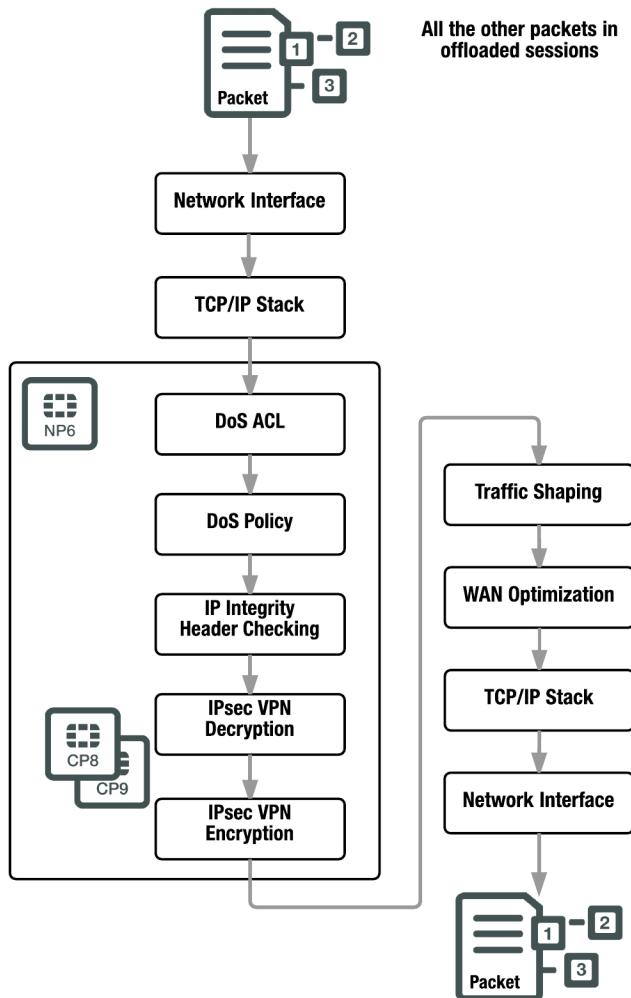 All the other packets in
offloaded sessions
1
2
3
Packet
Network Interface
TCP/IP Stack
NP6
DoS ACL
DoS Policy
IP Integrity
Header Checking
IPsec VPN
Decryption
CP8
CP9
IPsec VPN
Encryption
Traffic Shaping
WAN Optimization
TCP/IP Stack
Network Interface
1
2
3
Packet